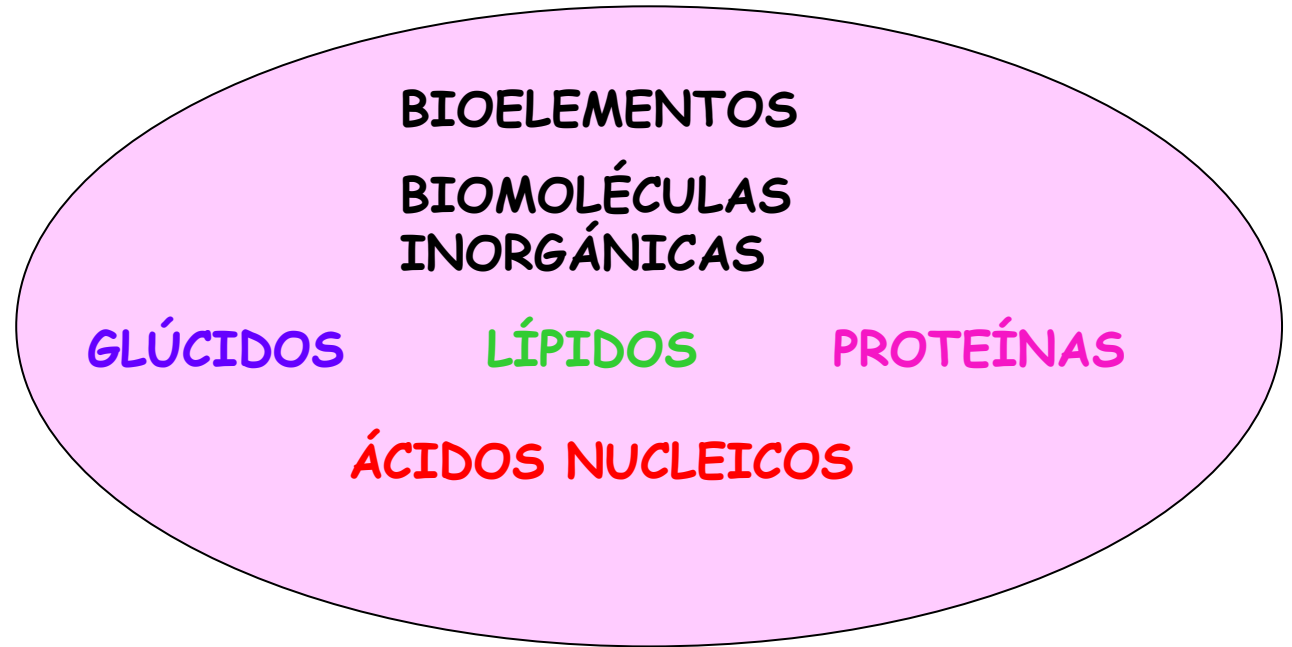 BIOELEMENTOS
BIOMOLÉCULAS
INORGÁNICAS
GLÚCIDOS LÍPIDOS PROTEÍNAS
ÁCIDOS NUCLEICOS